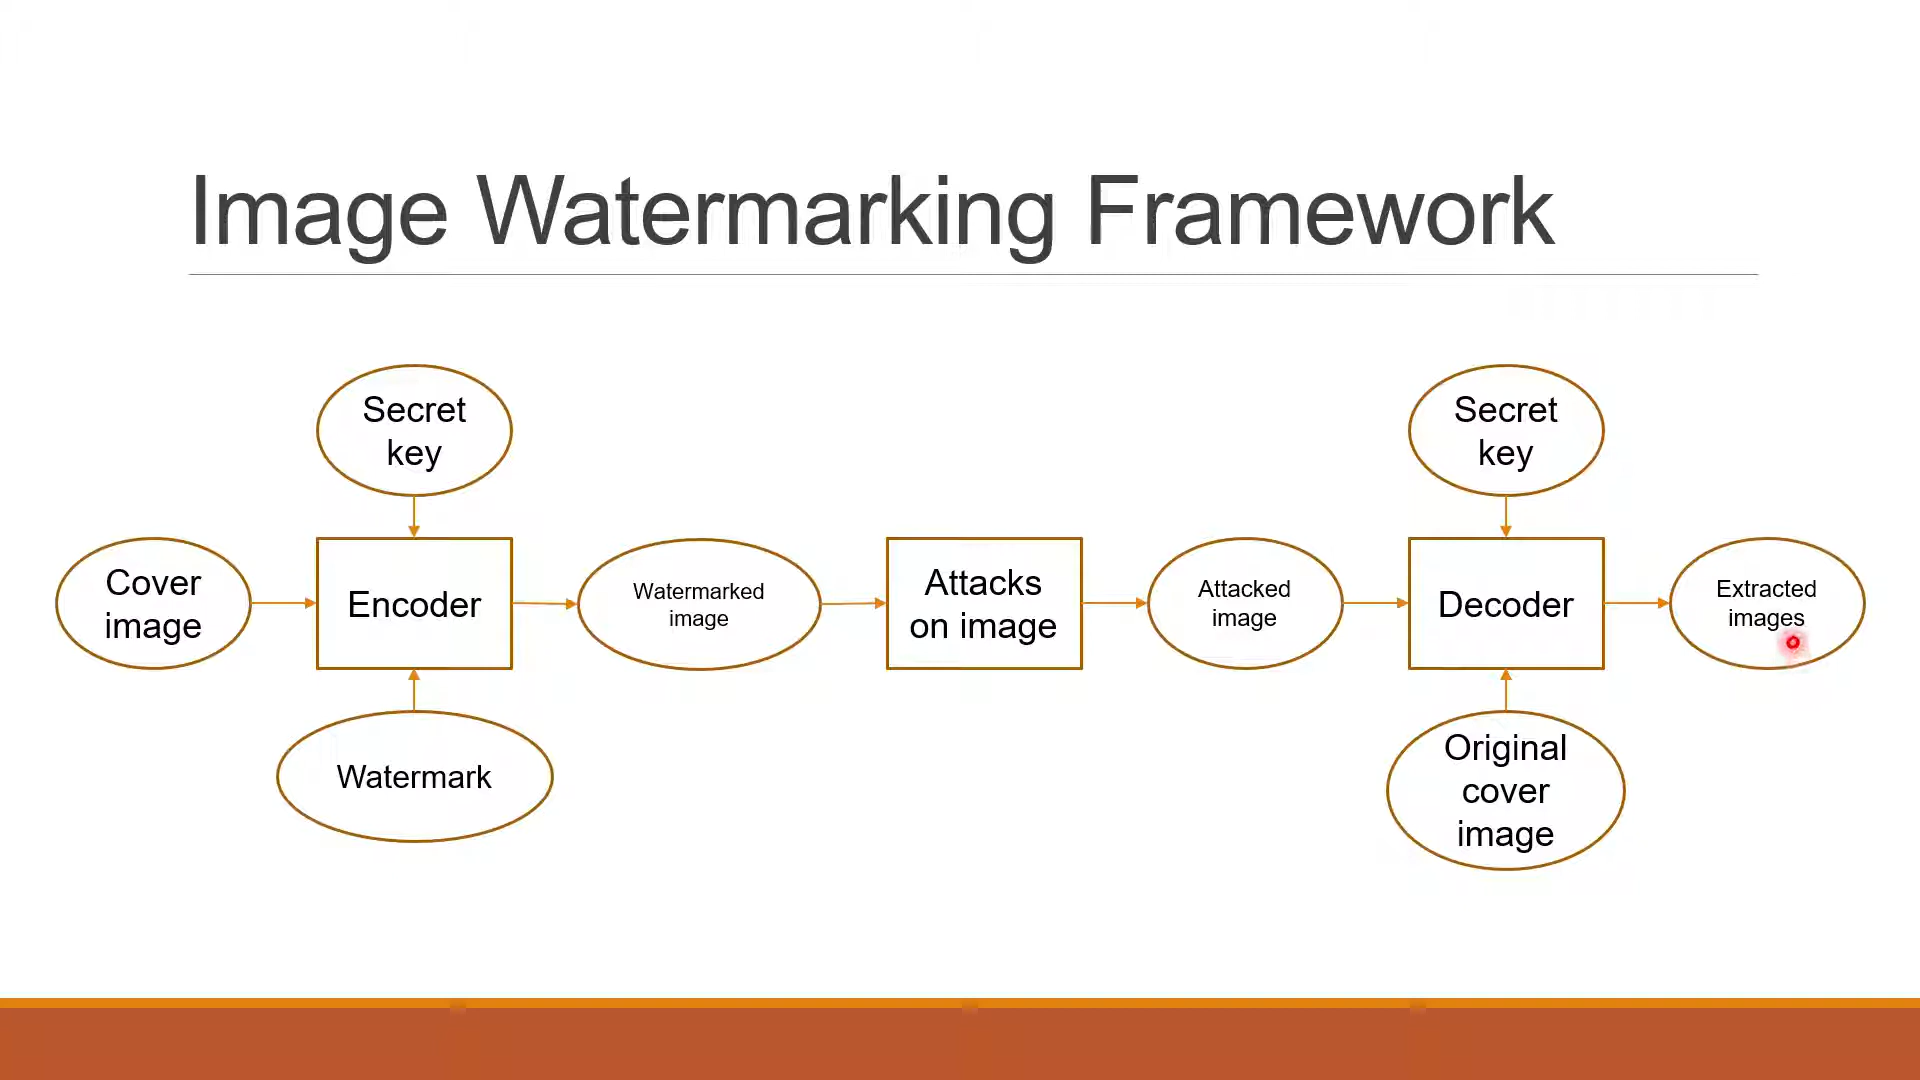 Image Watermarking Framework
Secret
key
Secret
key
Cover
image
Encoder
Watermarked
image
Attacks
on image
Attacked
image
Decoder
Extracted
images
Watermark
Original
cover
image